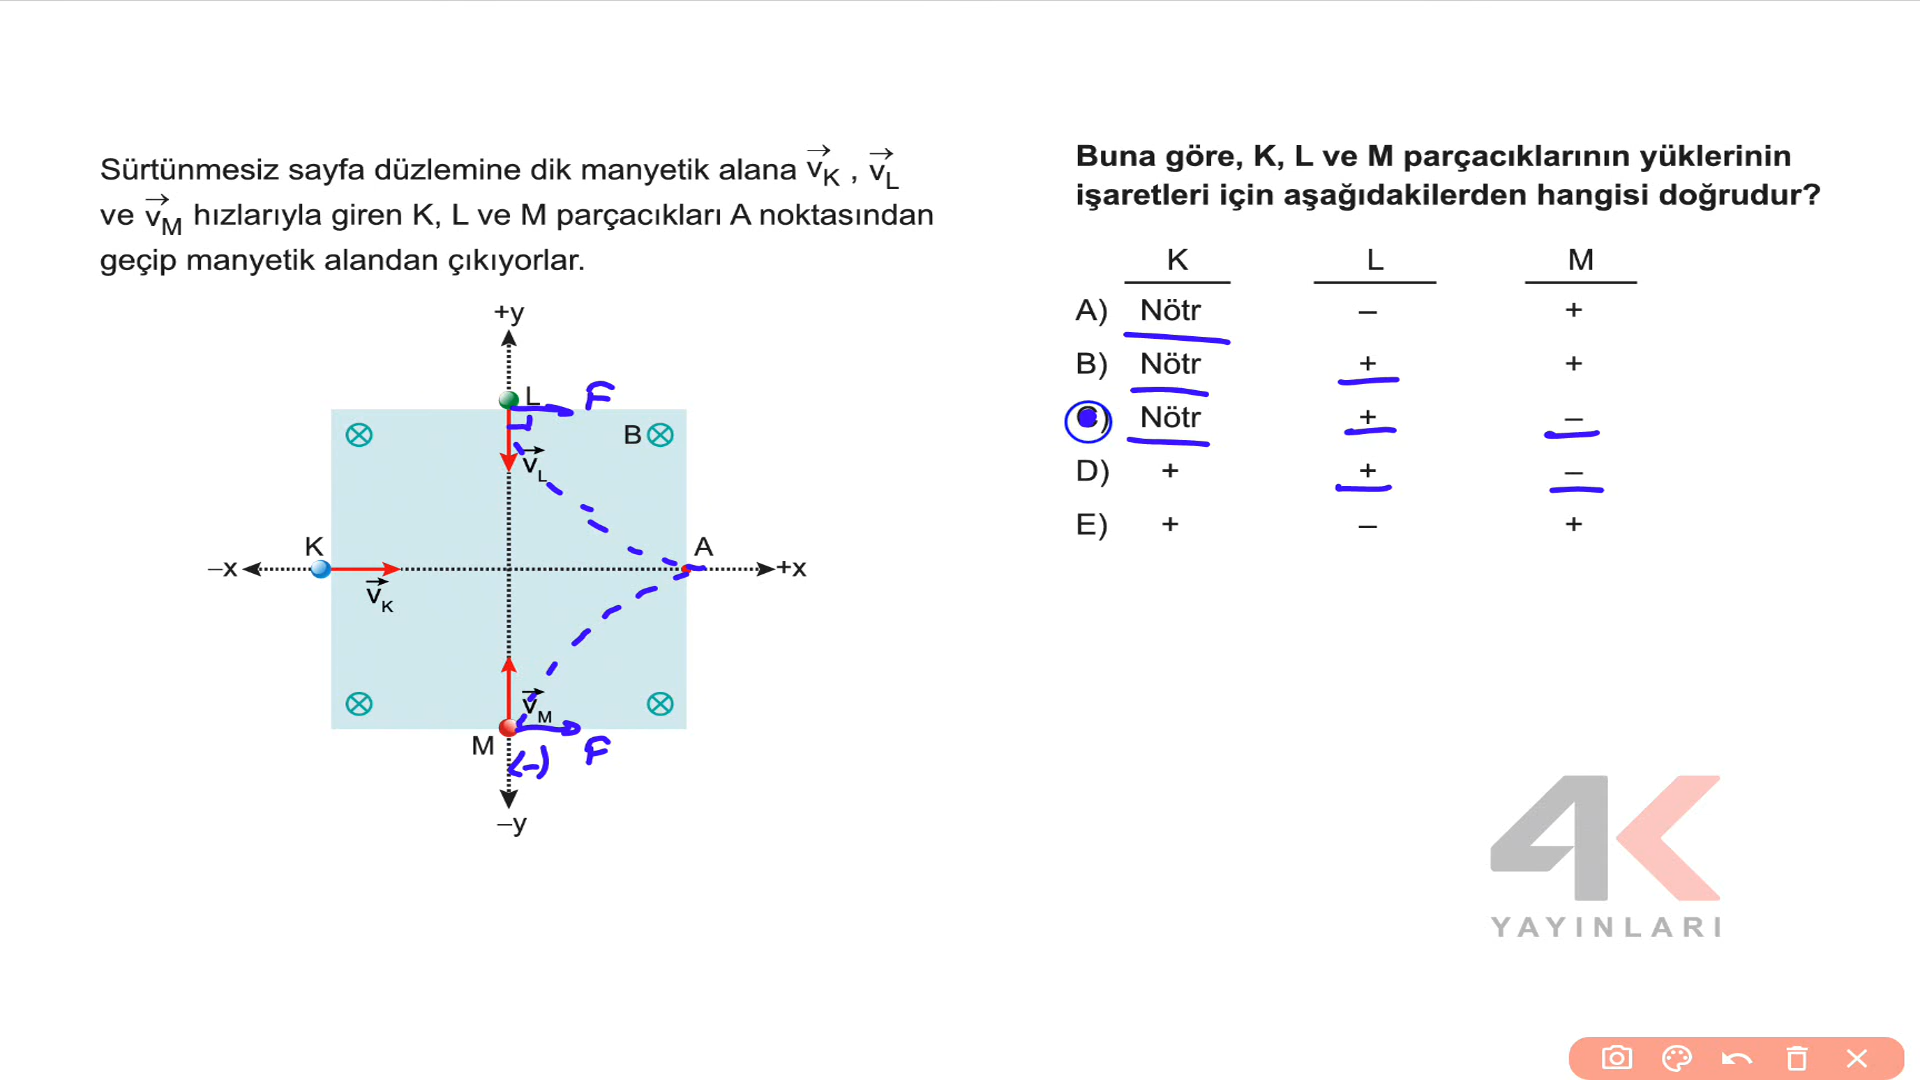 Sürtünmesiz sayfa düzlemine dik manyetik alana v⃗K , v⃗L
ve v⃗M hızlarıyla giren K, L ve M parçacıkları A noktasından
geçip manyetik alandan çıkıyorlar.
+y
L F
B
v⃗L
K A
–x +x
v⃗K
v⃗M
M (-) F
–y
Buna göre, K, L ve M parçacıklarının yüklerinin
işaretleri için aşağıdakilerden hangisi doğrudur?
K L M
A) Nötr – +
B) Nötr + +
C) Nötr + –
D) + + –
E) + – +
4K
YAYINLARI